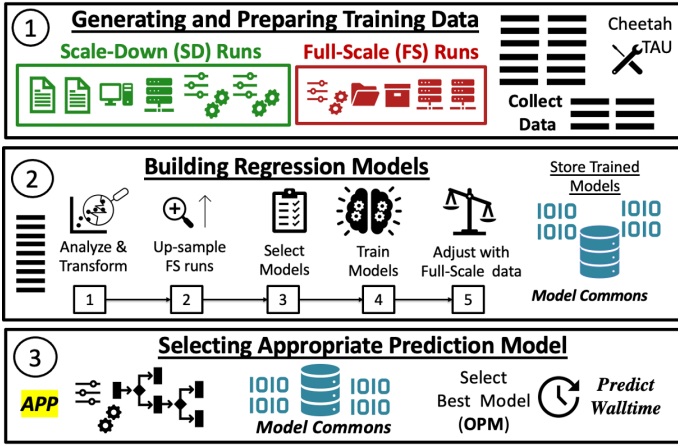 1
Generating and Preparing Training Data
Scale-Down (SD) Runs
Full-Scale (FS) Runs
Cheetah
TAU
Collect
Data
2
Building Regression Models
Analyze &
Transform
Up-sample
FS runs
Select
Models
Train
Models
Adjust with
Full-Scale data
1
2
3
4
5
Store Trained
Models
1010
1010
1010
1010
Model Commons
3
Selecting Appropriate Prediction Model
APP
1010
1010
1010
1010
Model Commons
Select
Best Model
(OPM)
Predict
Walltime